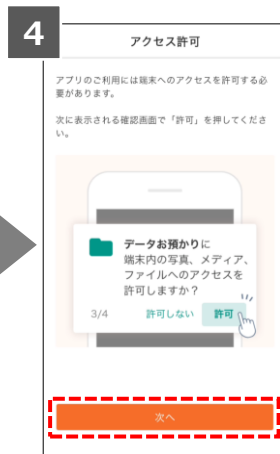 4
アクセス許可
アプリのご利用には端末へのアクセスを許可する必
要があります。
次に表示される確認画面で「許可」を押してくださ
い。
データお預かりに
端末内の写真、メディア、
ファイルへのアクセスを
許可しますか？
3/4 許可しない 許可
次へ